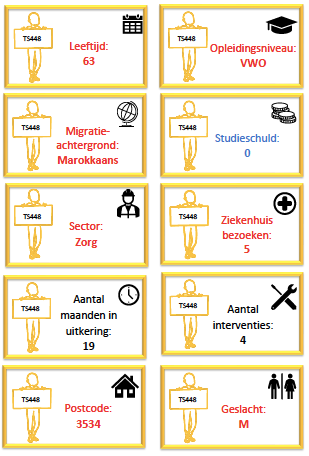 TS448
Leeftijd:
63
TS448
Opleidingsniveau:
VWO
TS448
Migratie-
achtergrond:
Marokkaans
TS448
Studieschuld:
0
TS448
Sector:
Zorg
TS448
Ziekenhuis
bezoeken:
5
TS448
Aantal
maanden in
uitkering:
19
TS448
Aantal
interventies:
4
TS448
Postcode:
3534
TS448
Geslacht:
M